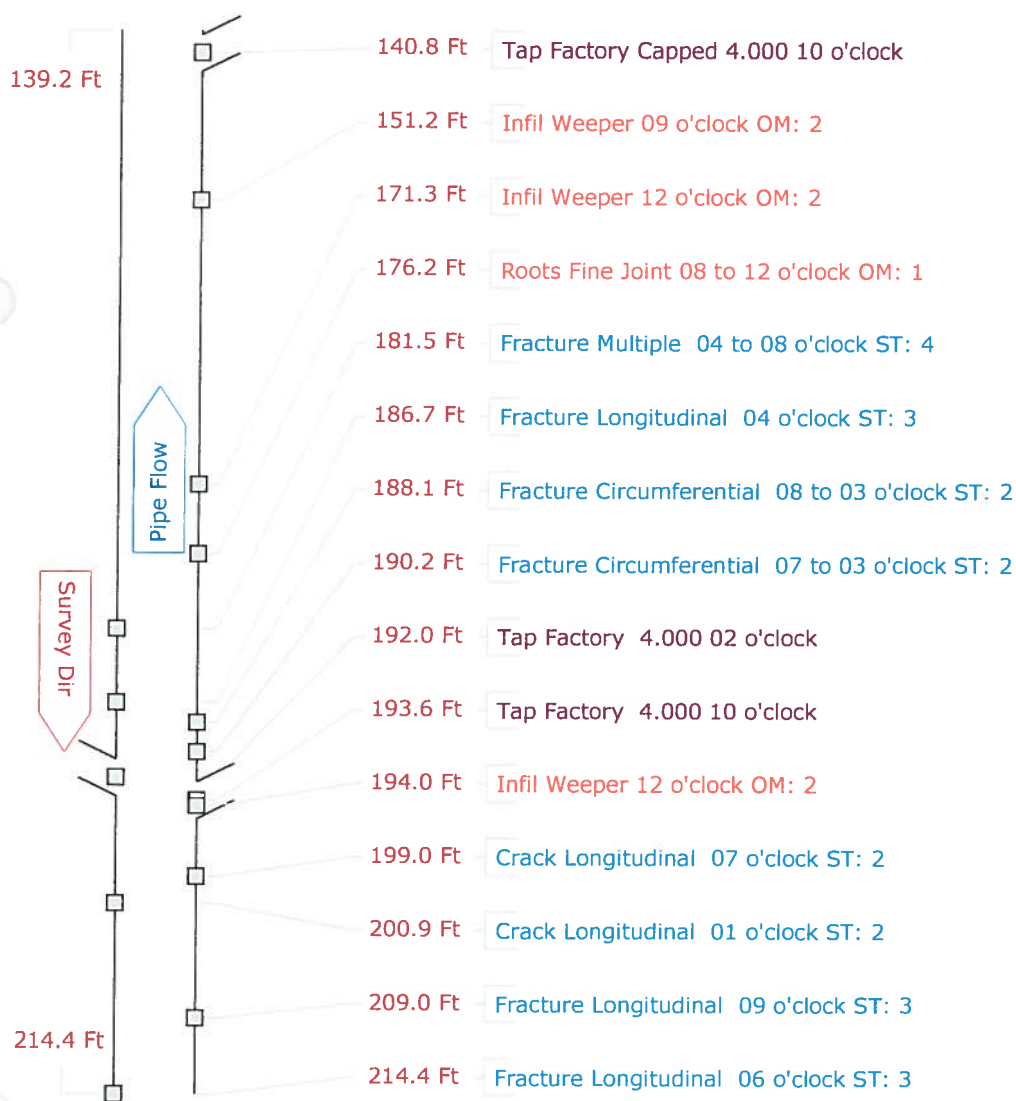 139.2 Ft
Pipe Flow
Survey Dir
214.4 Ft
140.8 Ft Tap Factory Capped 4.000 10 o'clock
151.2 Ft Infil Weeper 09 o'clock OM: 2
171.3 Ft Infil Weeper 12 o'clock OM: 2
176.2 Ft Roots Fine Joint 08 to 12 o'clock OM: 1
181.5 Ft Fracture Multiple 04 to 08 o'clock ST: 4
186.7 Ft Fracture Longitudinal 04 o'clock ST: 3
188.1 Ft Fracture Circumferential 08 to 03 o'clock ST: 2
190.2 Ft Fracture Circumferential 07 to 03 o'clock ST: 2
192.0 Ft Tap Factory 4.000 02 o'clock
193.6 Ft Tap Factory 4.000 10 o'clock
194.0 Ft Infil Weeper 12 o'clock OM: 2
199.0 Ft Crack Longitudinal 07 o'clock ST: 2
200.9 Ft Crack Longitudinal 01 o'clock ST: 2
209.0 Ft Fracture Longitudinal 09 o'clock ST: 3
214.4 Ft Fracture Longitudinal 06 o'clock ST: 3